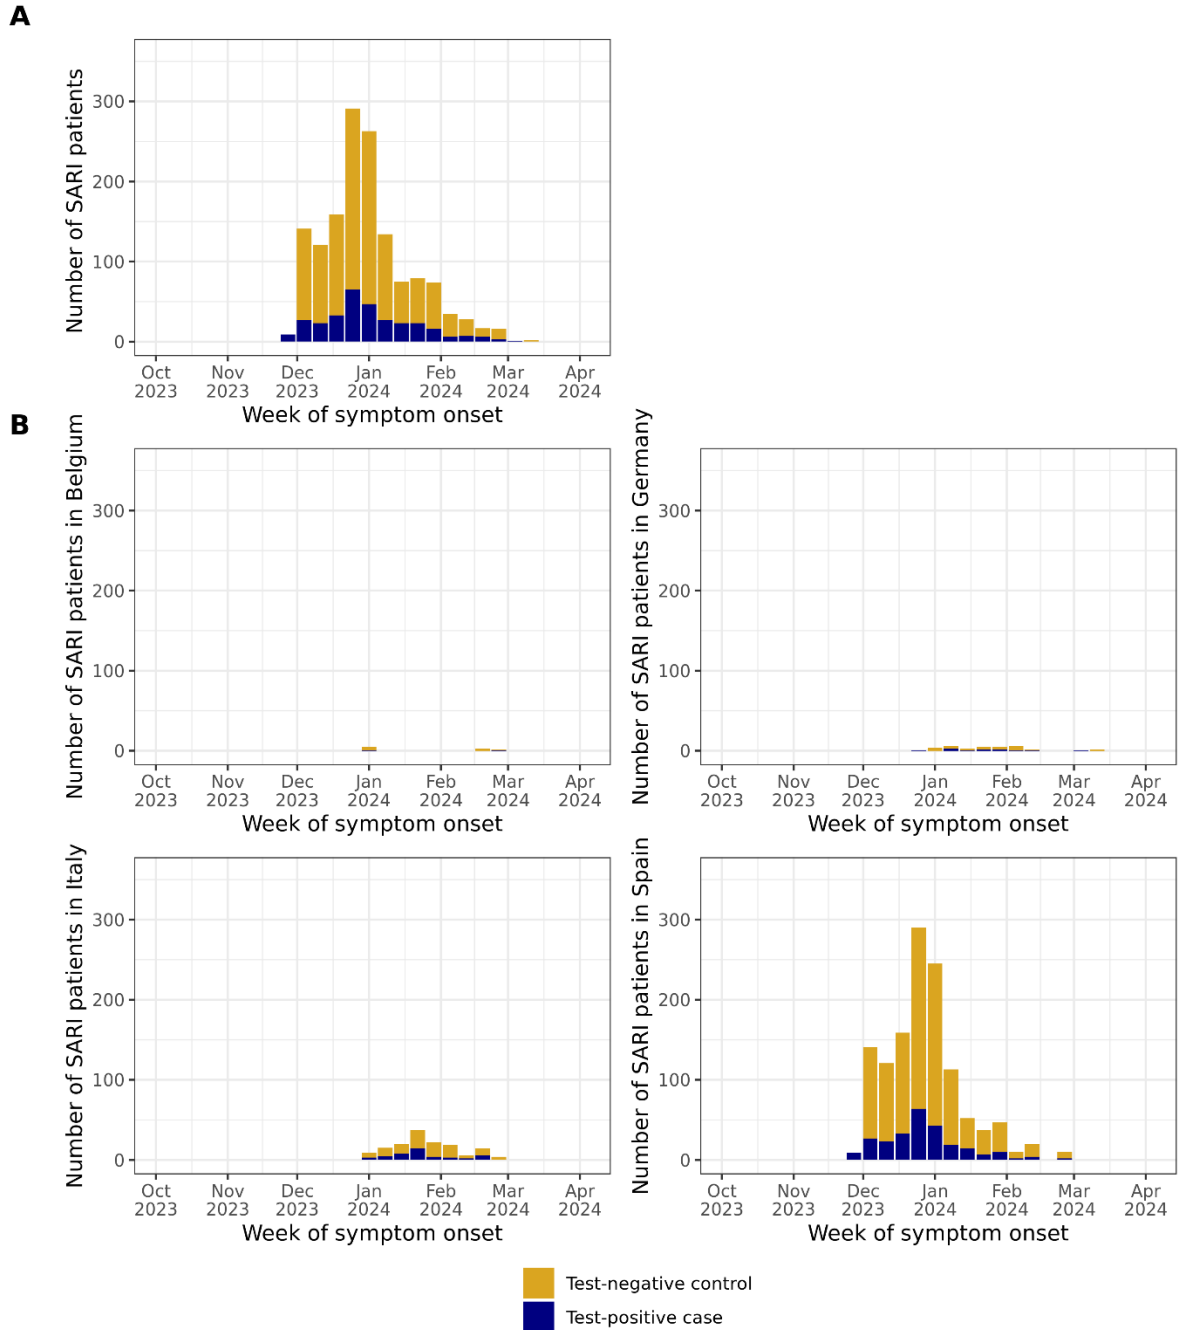 A
Number of SARI patients
300
200
100
0
Oct
2023
Nov
2023
Dec
2023
Jan
2024
Feb
2024
Mar
2024
Apr
2024
Week of symptom onset
B
Number of SARI patients in Belgium
300
200
100
0
Oct
2023
Nov
2023
Dec
2023
Jan
2024
Feb
2024
Mar
2024
Apr
2024
Week of symptom onset
Number of SARI patients in Germany
300
200
100
0
Oct
2023
Nov
2023
Dec
2023
Jan
2024
Feb
2024
Mar
2024
Apr
2024
Week of symptom onset
Number of SARI patients in Italy
300
200
100
0
Oct
2023
Nov
2023
Dec
2023
Jan
2024
Feb
2024
Mar
2024
Apr
2024
Week of symptom onset
Number of SARI patients in Spain
300
200
100
0
Oct
2023
Nov
2023
Dec
2023
Jan
2024
Feb
2024
Mar
2024
Apr
2024
Week of symptom onset
Test-negative control
Test-positive case